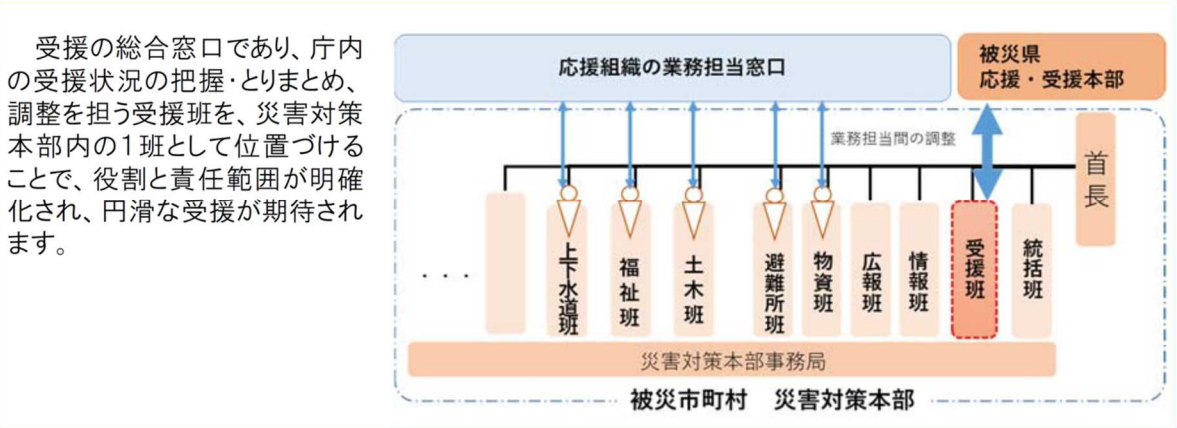 受援の総合窓口であり、庁内
の受援状況の把握・とりまとめ、
調整を担う受援班を、災害対策
本部内の1班として位置づける
ことで、役割と責任範囲が明確
化され、円滑な受援が期待され
ます。
応援組織の業務担当窓口
被災県
応援・受援本部
業務担当間の調整
首長
・・・
上下水道班
福祉班
土木班
避難所班
物資班
広報班
情報班
受援班
統括班
災害対策本部事務局
被災市町村 災害対策本部